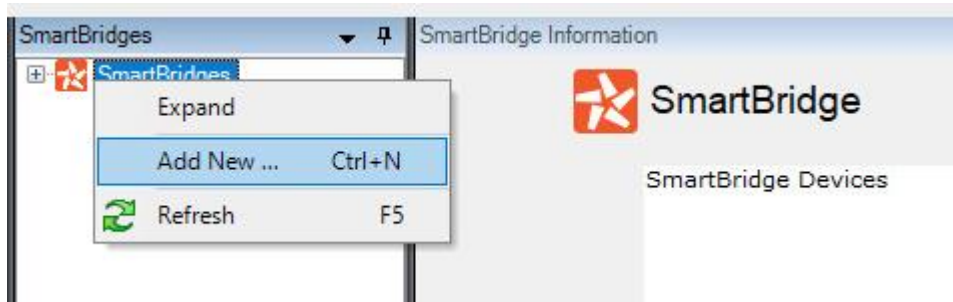 SmartBridges
SmartBridges
Expand
Add New ... Ctrl+N
Refresh F5
SmartBridge Information
SmartBridge
SmartBridge Devices